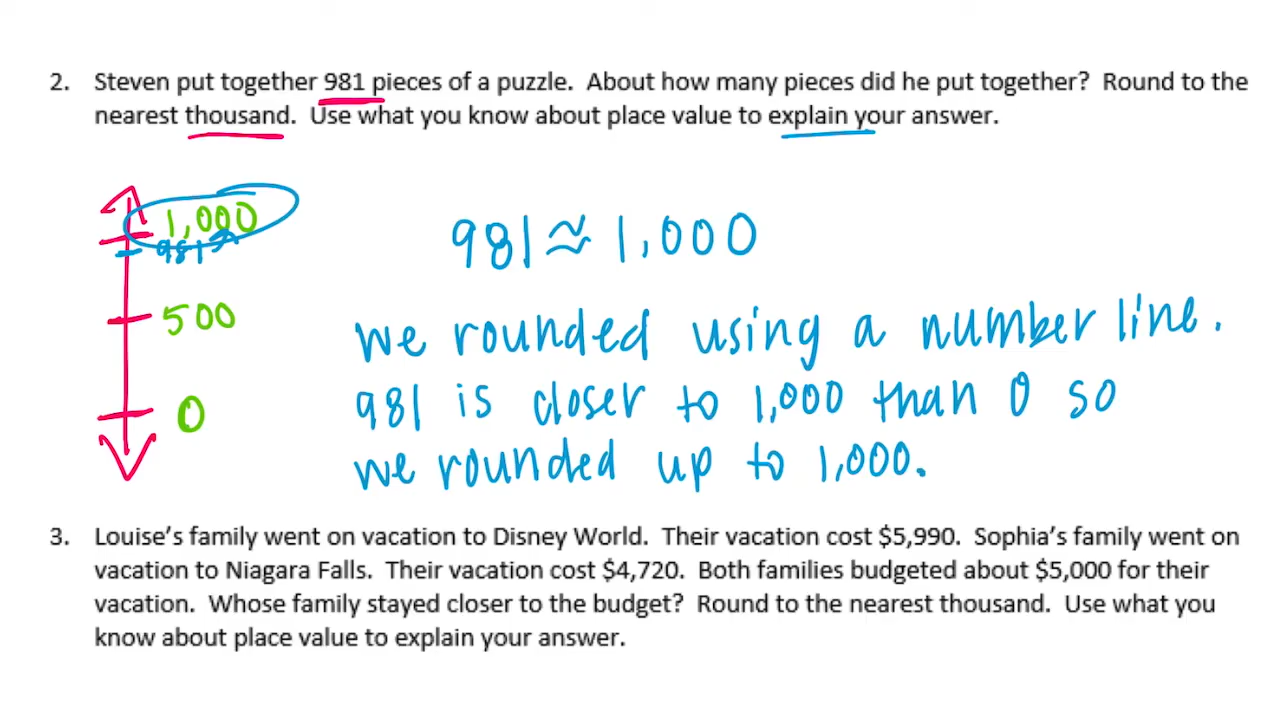 2. Steven put together 981 pieces of a puzzle. About how many pieces did he put together? Round to the
nearest thousand. Use what you know about place value to explain your answer.
1,000
981
500
0
981 ≈ 1,000
we rounded using a number line.
981 is closer to 1,000 than 0 so
we rounded up to 1,000.
3. Louise's family went on vacation to Disney World. Their vacation cost $5,990. Sophia's family went on
vacation to Niagara Falls. Their vacation cost $4,720. Both families budgeted about $5,000 for their
vacation. Whose family stayed closer to the budget? Round to the nearest thousand. Use what you
know about place value to explain your answer.